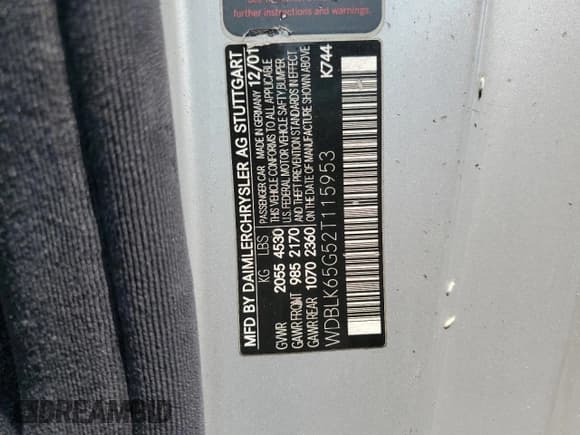 further instructions and warnings.
MFD BY DAIMLERCHRYSLER AG STUTTGART
PASSENGER CAR MADE IN GERMANY 12/01
KG LBS THIS VEHICLE CONFORMS TO ALL APPLICABLE
U.S. FEDERAL MOTOR VEHICLE SAFTY BUMPER
AND THEFT PREVENTION STANDARDS IN EFFECT
ON THE DATE OF MANUFACTURE SHOWN ABOVE
GVWR 2055 4530
GAWR FRONT 985 2170
GAWR REAR 1070 2360
K744
WDBLK65G52T115953
DREAMBID